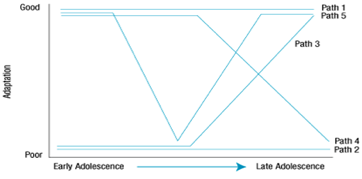 Good
Path 1
Path 5
Path 3
Adaptation
Path 4
Path 2
Poor
Early Adolescence
Late Adolescence